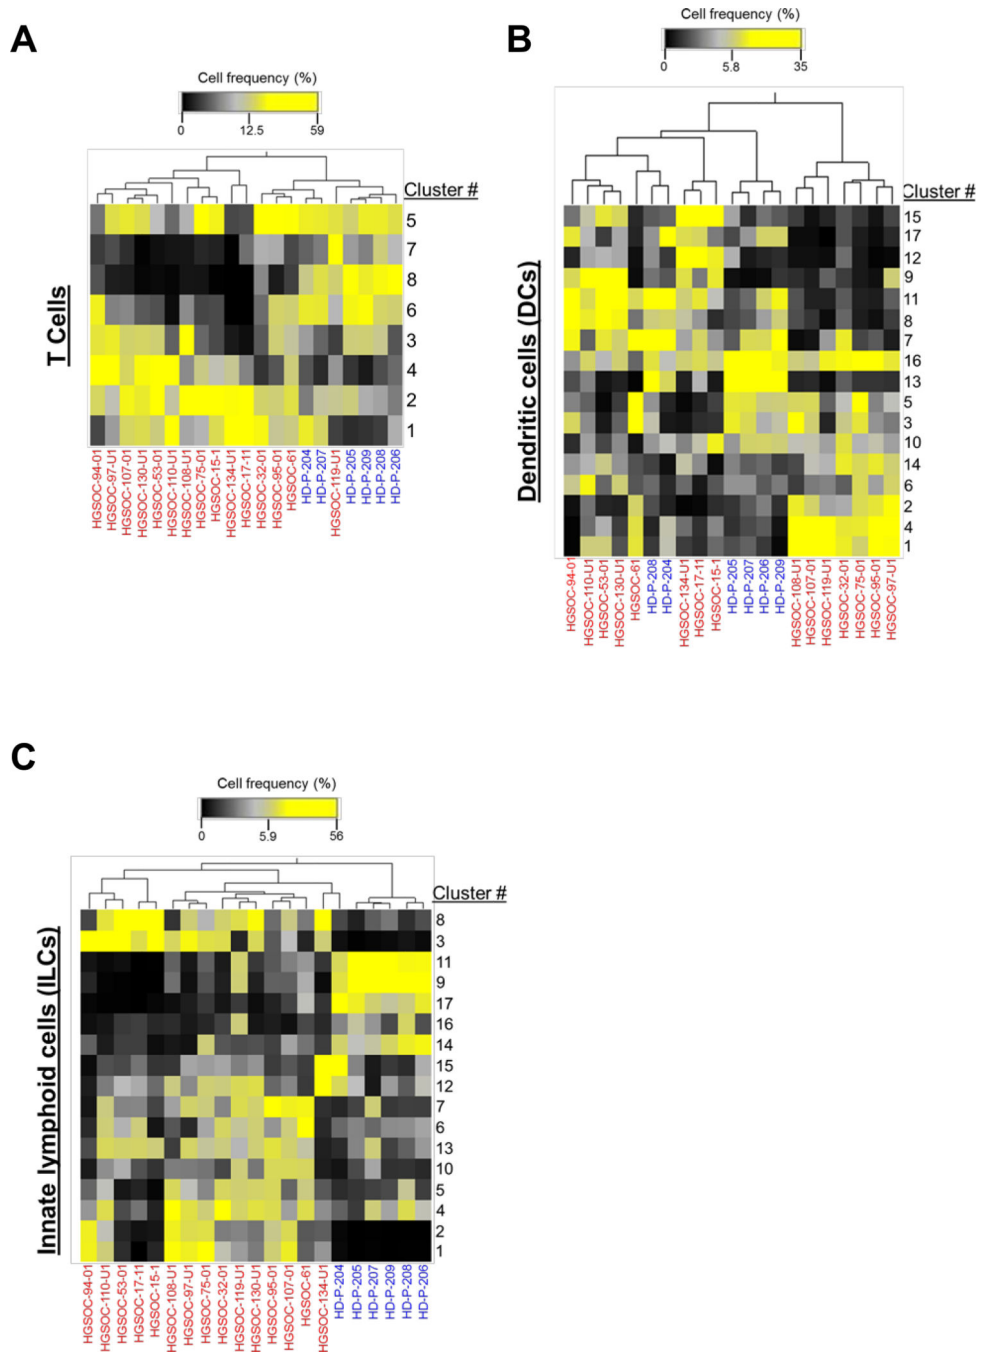 A
Cell frequency (%)
0 12.5 59
Cluster #
5
7
8
6
3
4
2
1
T Cells
HGSOC-94-01
HGSOC-97-U1
HGSOC-107-01
HGSOC-130-U1
HGSOC-53-01
HGSOC-110-U1
HGSOC-108-U1
HGSOC-75-01
HGSOC-15-1
HGSOC-134-U1
HGSOC-17-11
HGSOC-32-01
HGSOC-95-01
HGSOC-61
HD-P-204
HD-P-207
HGSOC-119-U1
HD-P-205
HD-P-209
HD-P-208
HD-P-206
B
Cell frequency (%)
0 5.8 35
Cluster #
15
17
12
9
11
8
7
16
13
5
3
10
14
6
2
4
1
Dendritic cells (DCs)
HGSOC-94-01
HGSOC-110-U1
HGSOC-53-01
HGSOC-130-U1
HGSOC-61
HD-P-208
HD-P-204
HGSOC-134-U1
HGSOC-17-11
HGSOC-15-1
HD-P-205
HD-P-207
HD-P-206
HD-P-209
HGSOC-108-U1
HGSOC-107-01
HGSOC-119-U1
HGSOC-32-01
HGSOC-75-01
HGSOC-95-01
HGSOC-97-U1
C
Cell frequency (%)
0 5.9 56
Cluster #
8
3
11
9
17
16
14
15
12
7
6
13
10
5
4
2
1
Innate lymphoid cells (ILCs)
HGSOC-94-01
HGSOC-110-U1
HGSOC-53-01
HGSOC-17-11
HGSOC-15-1
HGSOC-108-U1
HGSOC-97-U1
HGSOC-75-01
HGSOC-32-01
HGSOC-119-U1
HGSOC-130-U1
HGSOC-95-01
HGSOC-107-01
HGSOC-61
HGSOC-134-U1
HD-P-204
HD-P-205
HD-P-207
HD-P-209
HD-P-208
HD-P-206